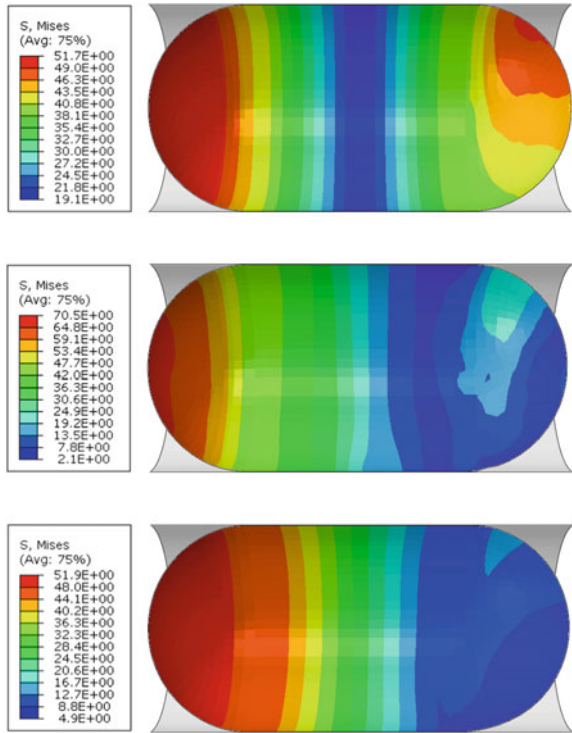 S, Mises
(Avg: 75%)
51.7E+00
49.0E+00
46.3E+00
43.5E+00
40.8E+00
38.1E+00
35.4E+00
32.7E+00
30.0E+00
27.2E+00
24.5E+00
21.8E+00
19.1E+00
S, Mises
(Avg: 75%)
70.5E+00
64.8E+00
59.1E+00
53.4E+00
47.7E+00
42.0E+00
36.3E+00
30.6E+00
24.9E+00
19.2E+00
13.5E+00
7.8E+00
2.1E+00
S, Mises
(Avg: 75%)
51.9E+00
48.0E+00
44.1E+00
40.2E+00
36.3E+00
32.3E+00
28.4E+00
24.5E+00
20.6E+00
16.7E+00
12.7E+00
8.8E+00
4.9E+00